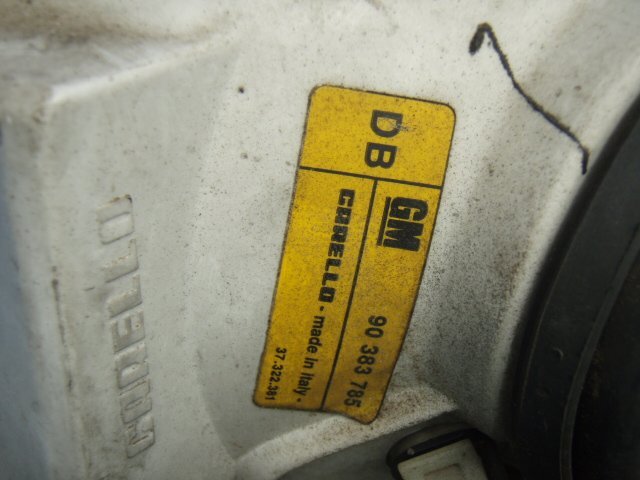 DB
GM 90 383 785
CARELLO - made in Italy -
37.322.381
CARELLO